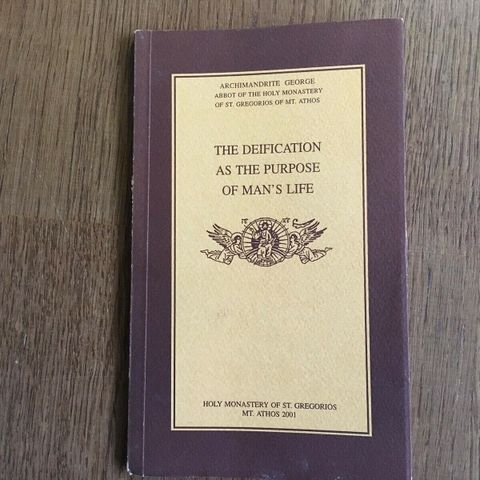 ARCHIMANDRITE GEORGE
ABBOT OF THE HOLY MONASTERY
OF ST. GREGORIOS OF MT. ATHOS
THE DEIFICATION
AS THE PURPOSE
OF MAN'S LIFE
HOLY MONASTERY OF ST. GREGORIOS
MT. ATHOS 2001